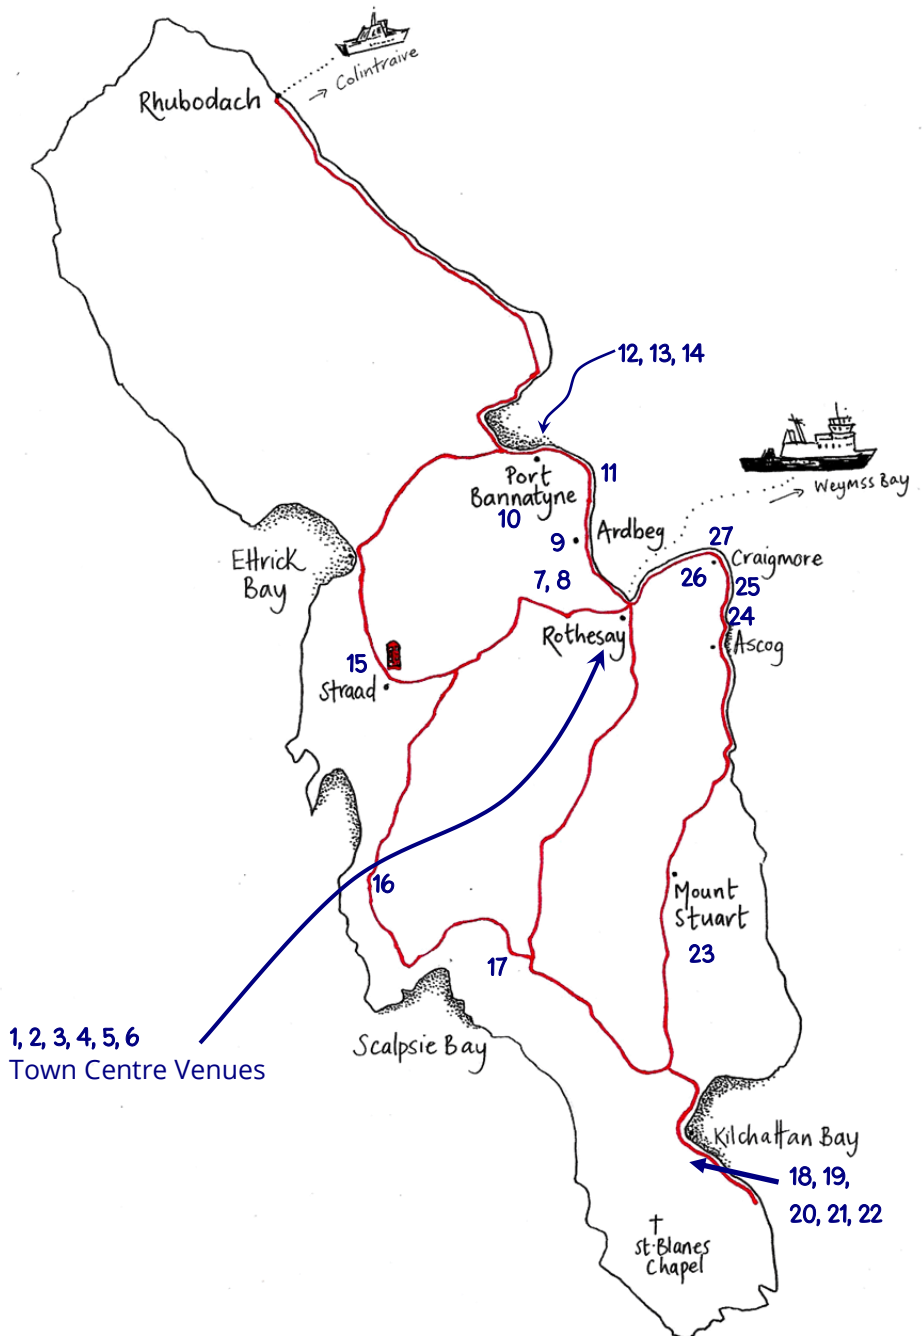 → Colintraive
Rhubodach
12, 13, 14
→ Weymss Bay
Port
Bannatyne
11
10
Ardbeg
9
27
Craigmore
Ettrick
Bay
7, 8
26
25
24
Rothesay
Ascog
15
Straad
16
Mount
Stuart
23
17
1, 2, 3, 4, 5, 6
Town Centre Venues
Scalpsie Bay
Kilchattan Bay
18, 19,
20, 21, 22
St. Blanes
Chapel